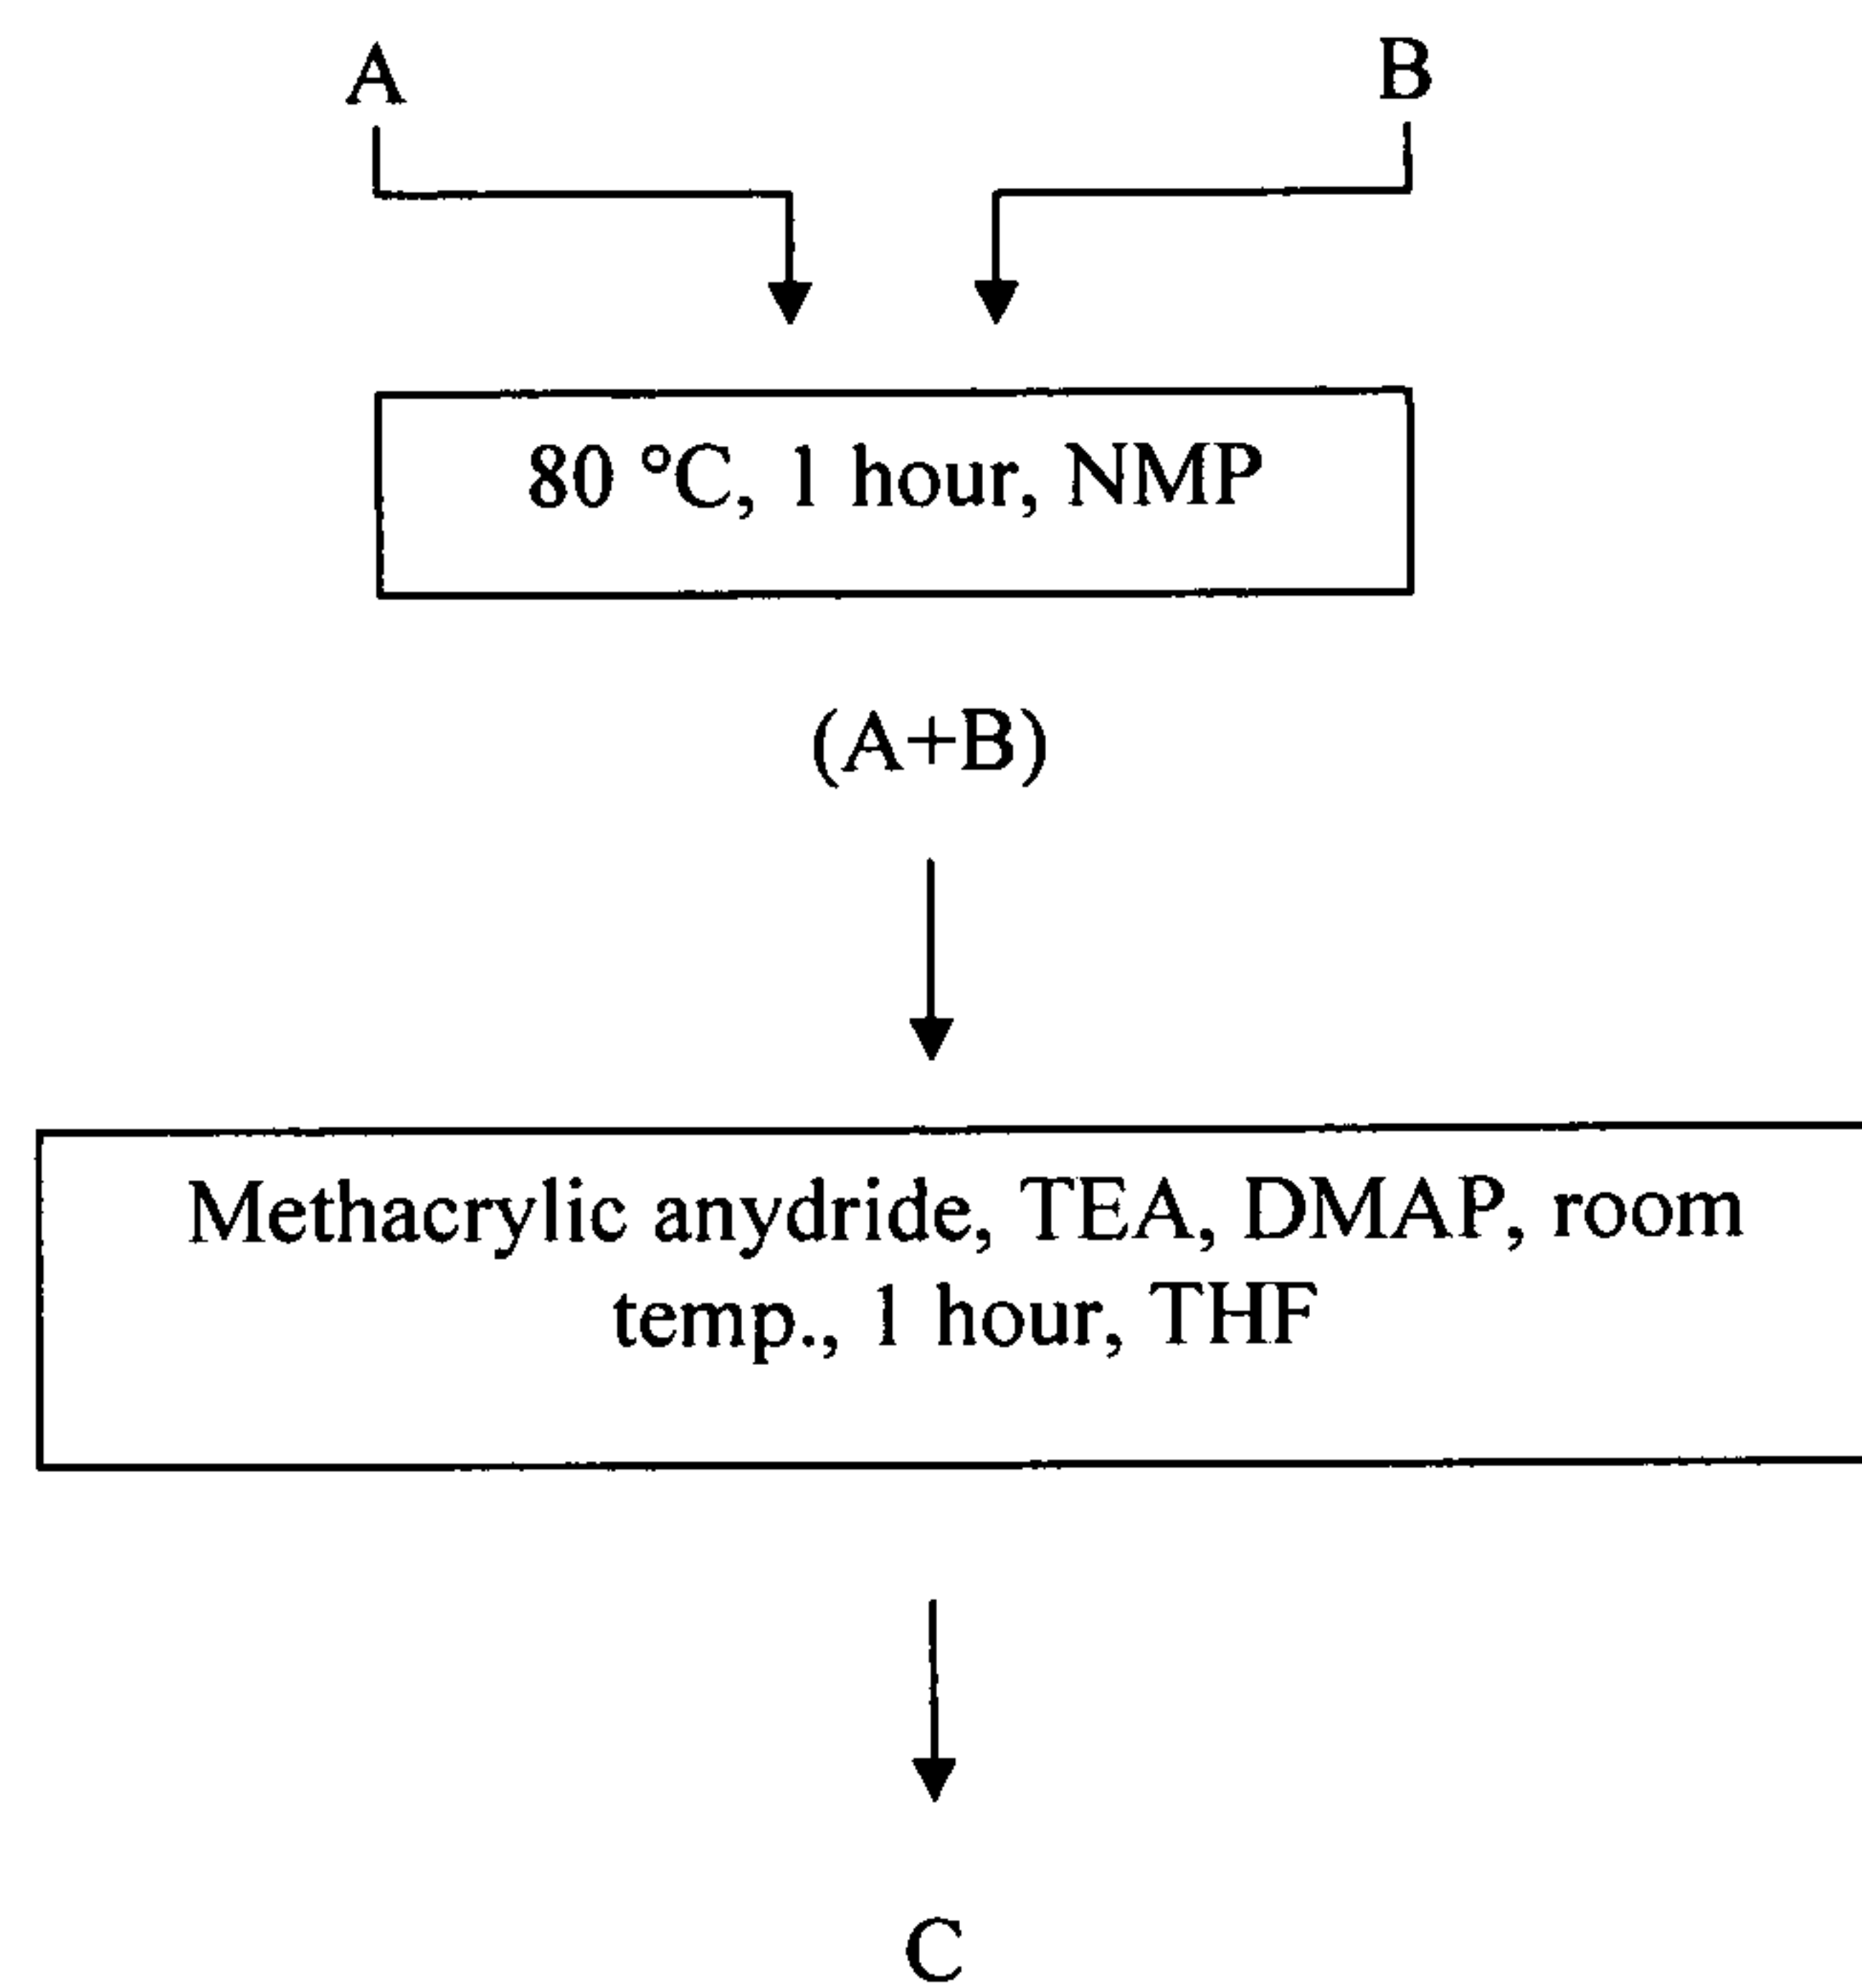 A
B
80 °C, 1 hour, NMP
(A+B)
Methacrylic anydride, TEA, DMAP, room
temp., 1 hour, THF
C